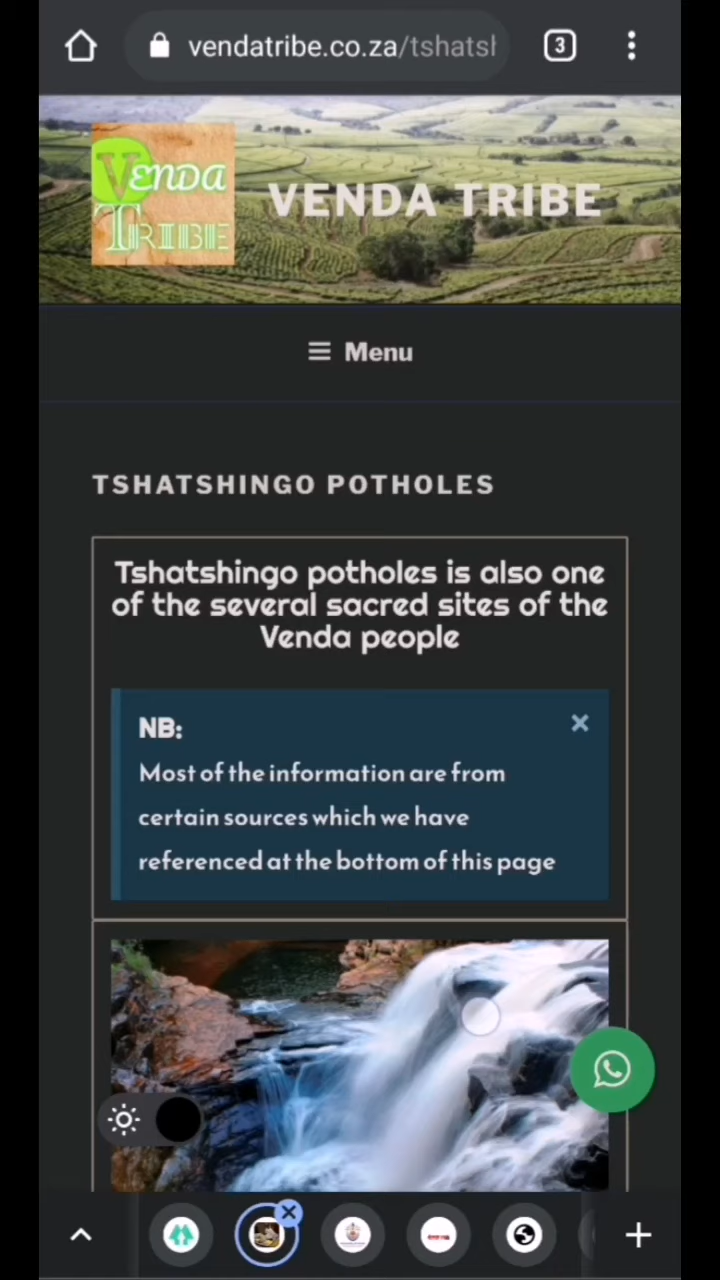 vendatribe.co.za/tshatsh
3
Venda
Tribe
VENDA TRIBE
Menu
TSHATSHINGO POTHOLES
Tshatshingo potholes is also one
of the several sacred sites of the
Venda people
NB:
Most of the information are from
certain sources which we have
referenced at the bottom of this page